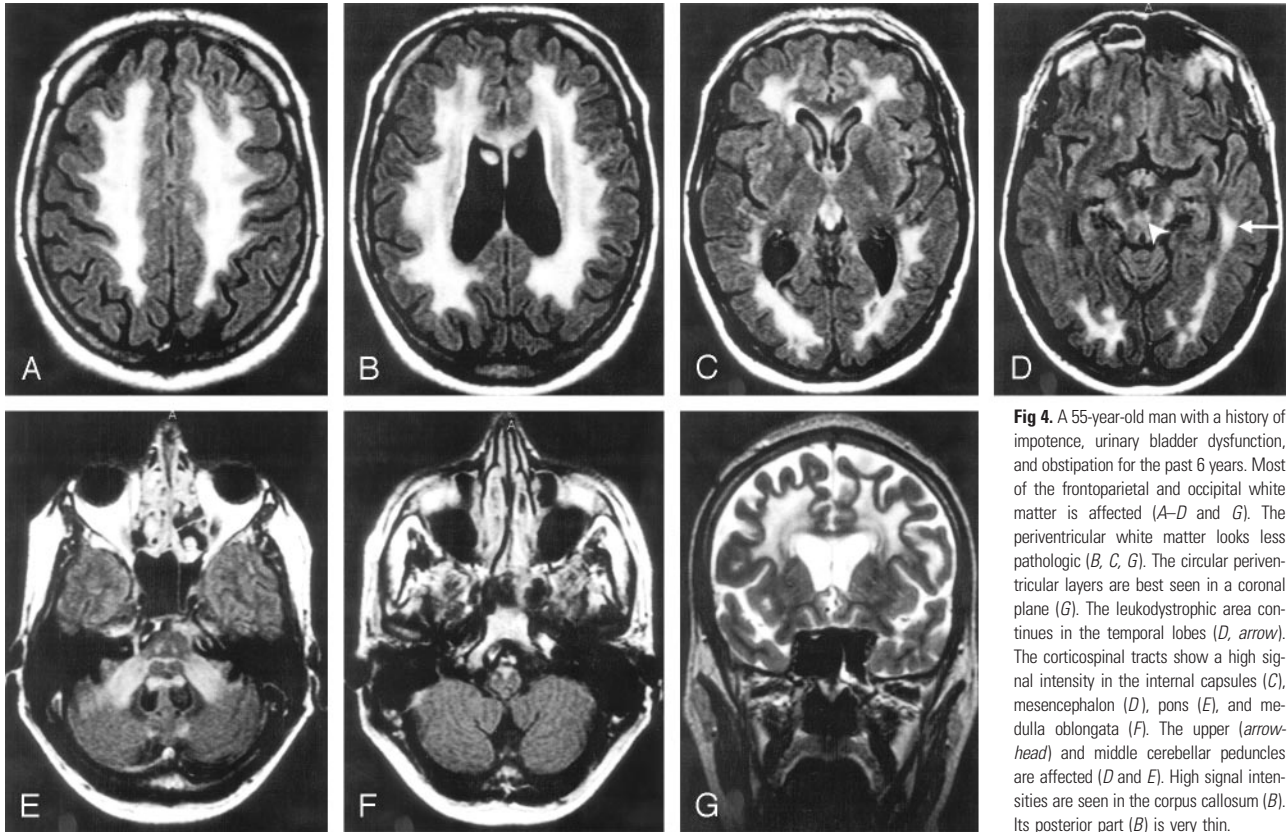 A
A
B
C
D
A
A
E
F
G
Fig 4. A 55-year-old man with a history of
impotence, urinary bladder dysfunction,
and obstipation for the past 6 years. Most
of the frontoparietal and occipital white
matter is affected (A–D and G). The
periventricular white matter looks less
pathologic (B, C, G). The circular periven-
tricular layers are best seen in a coronal
plane (G). The leukodystrophic area con-
tinues in the temporal lobes (D, arrow).
The corticospinal tracts show a high sig-
nal intensity in the internal capsules (C),
mesencephalon (D), pons (E), and me-
dulla oblongata (F). The upper (arrow-
head) and middle cerebellar peduncles
are affected (D and E). High signal inten-
sities are seen in the corpus callosum (B).
Its posterior part (B) is very thin.